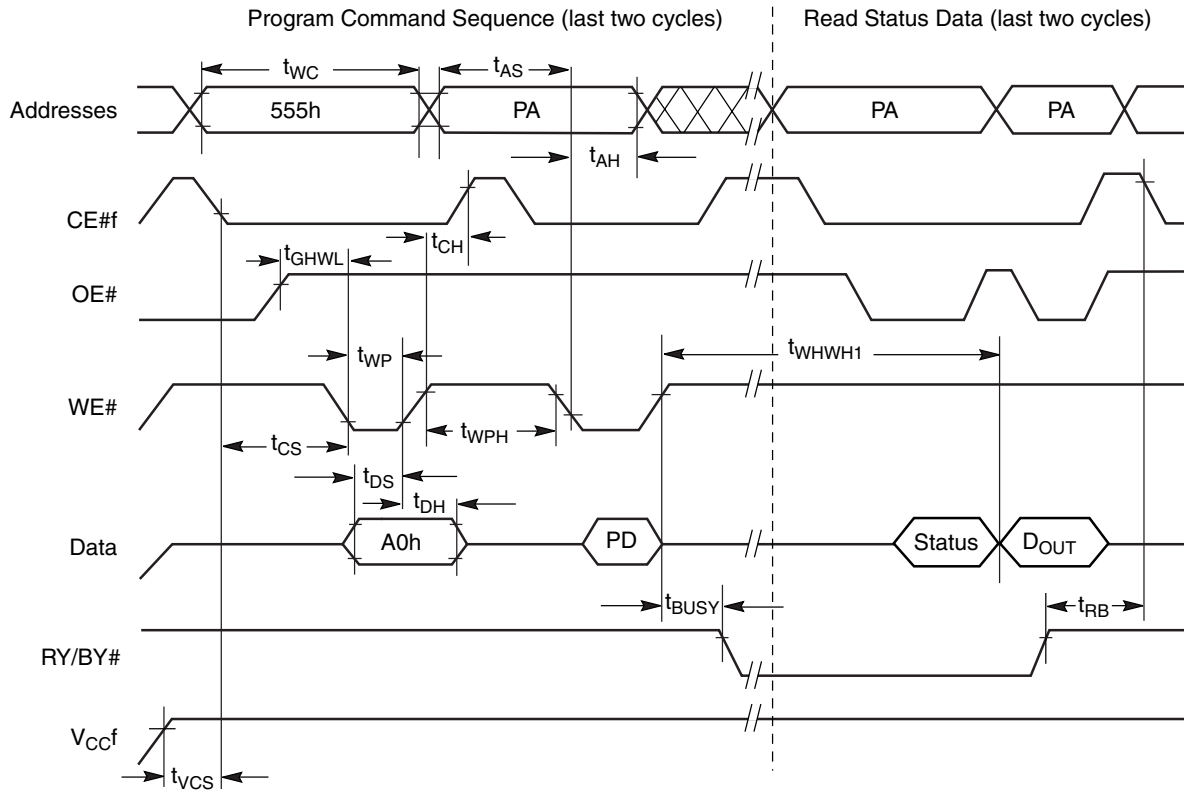 Program Command Sequence (last two cycles)
Read Status Data (last two cycles)
tWC
tAS
Addresses
555h
PA
PA
PA
tAH
CE#f
tCH
tGHWL
OE#
tWP
tWHWH1
WE#
tCS
tWPH
tDS
tDH
Data
A0h
PD
Status
DOUT
tBUSY
tRB
RY/BY#
VCCf
tVCS